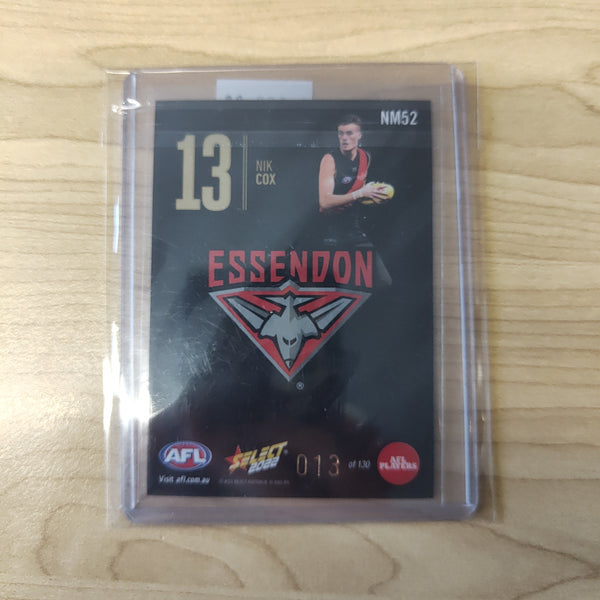 NM52
13
NIK
COX
ESSENDON
®
AFL
SELECT
2022
013 of 130
AFL
PLAYERS
Visit afl.com.au